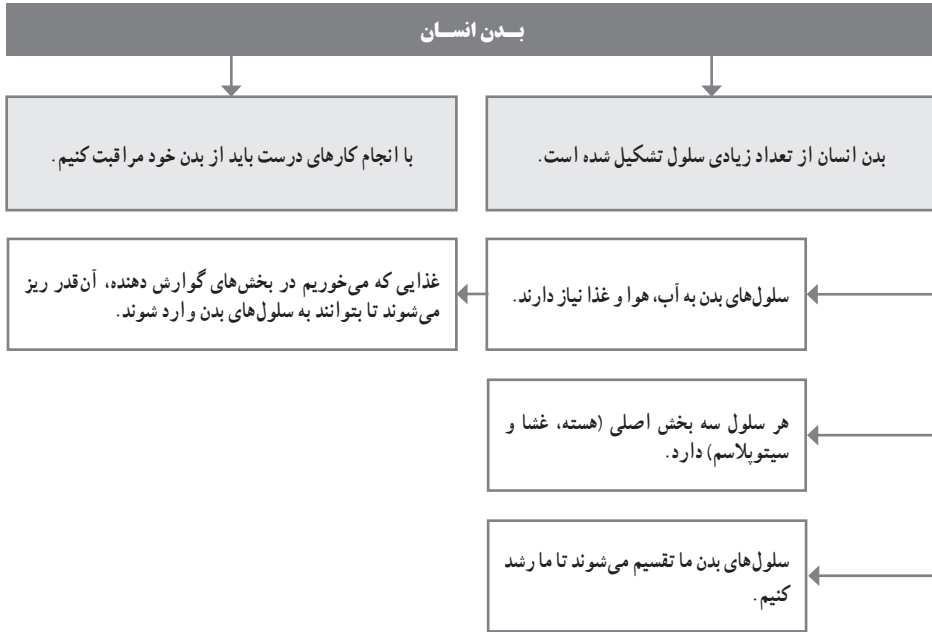 بـدن انسـان
بدن انسان از تعداد زیادی سلول تشکیل شده است.
با انجام کارهای درست باید از بدن خود مراقبت کنیم.
سلول‌های بدن به آب، هوا و غذا نیاز دارند.
غذایی که می‌خوریم در بخش‌های گوارش دهنده، آن‌قدر ریز
می‌شوند تا بتوانند به سلول‌های بدن وارد شوند.
هر سلول سه بخش اصلی (هسته، غشا و
سیتوپلاسم) دارد.
سلول‌های بدن ما تقسیم می‌شوند تا ما رشد
کنیم.